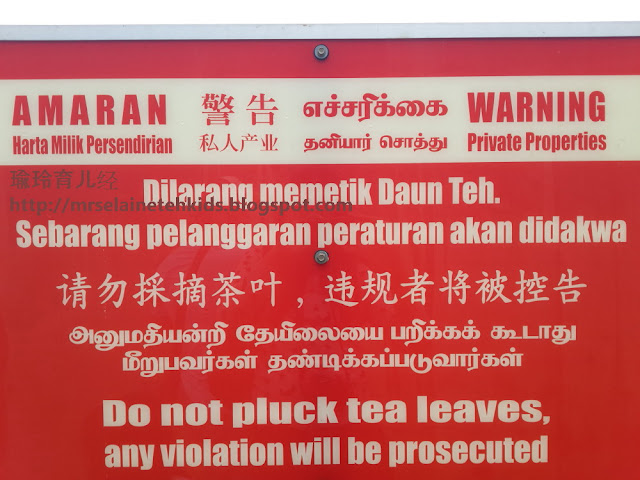 AMARAN 警告 எச்சரிக்கை WARNING
Harta Milik Persendirian 私人产业 தனியார் சொத்து Private Properties
瑜玲育儿经
http://mrselainetehkids.blogspot.com
Dilarang memetik Daun Teh.
Sebarang pelanggaran peraturan akan didakwa
请勿採摘茶叶，违规者将被控告
அனுமதியன்றி தேயிலையை பறிக்கக் கூடாது
மீறுபவர்கள் தண்டிக்கப்படுவார்கள்
Do not pluck tea leaves,
any violation will be prosecuted